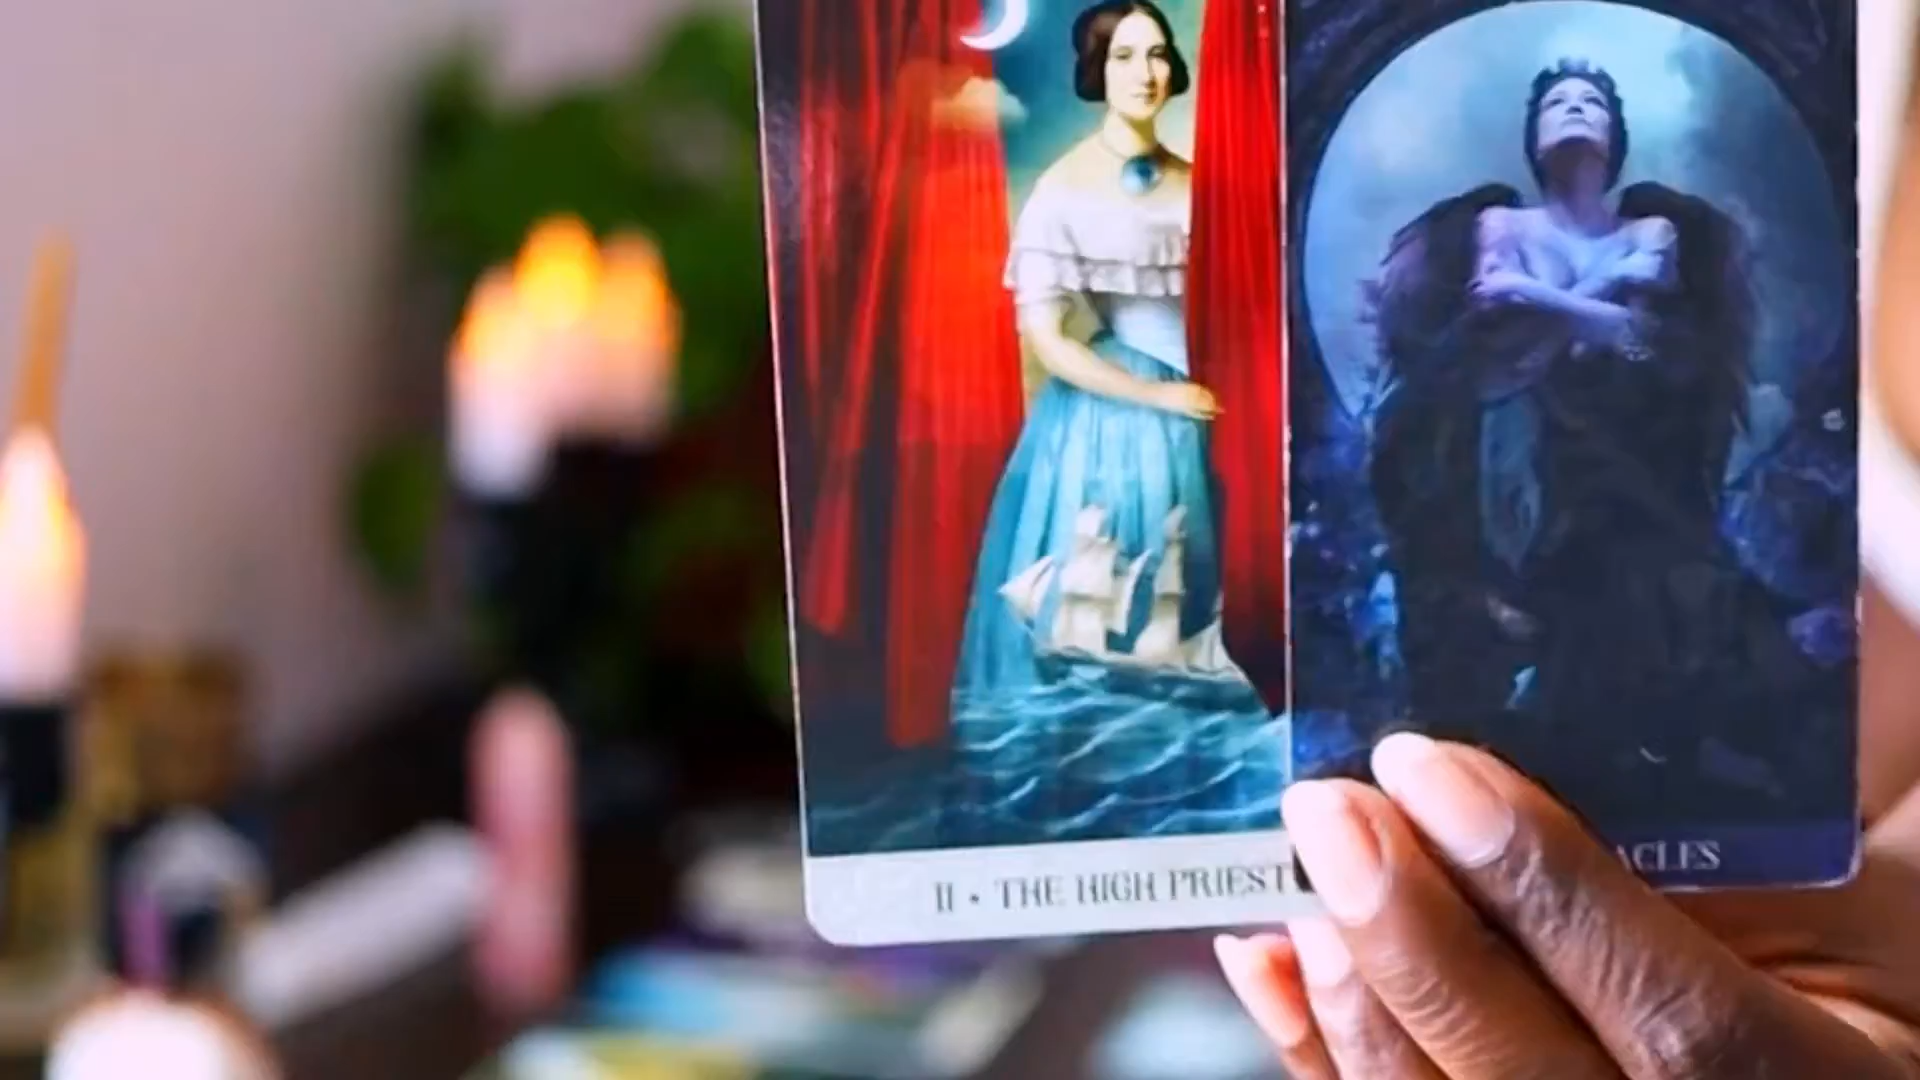 II • THE HIGH PRIEST
ACLES